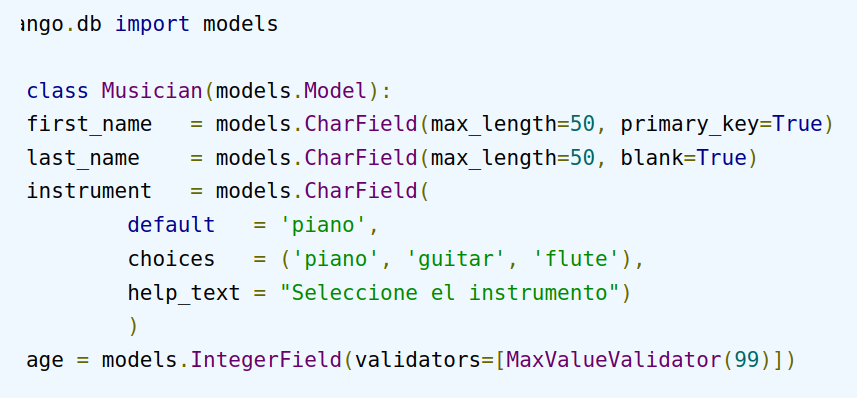 ango.db import models
class Musician(models.Model):
first_name   = models.CharField(max_length=50, primary_key=True)
last_name    = models.CharField(max_length=50, blank=True)
instrument   = models.CharField(
        default   = 'piano',
        choices   = ('piano', 'guitar', 'flute'),
        help_text = "Seleccione el instrumento")
        )
age = models.IntegerField(validators=[MaxValueValidator(99)])